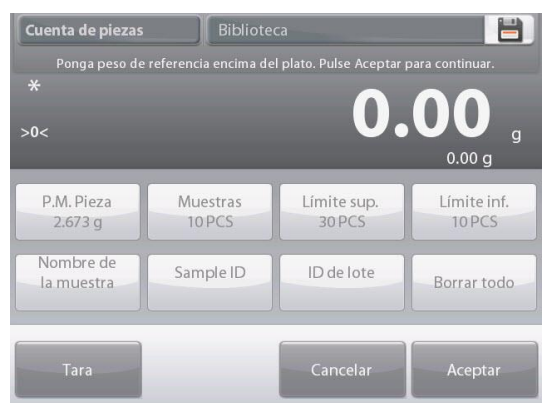 Cuenta de piezas Biblioteca
Ponga peso de referencia encima del plato. Pulse Aceptar para continuar.
*
>0<
0.00 g
0.00 g
P.M. Pieza Muestras Límite sup. Límite inf.
2.673 g 10 PCS 30 PCS 10 PCS
Nombre de la muestra Sample ID ID de lote Borrar todo
Tara Cancelar Aceptar